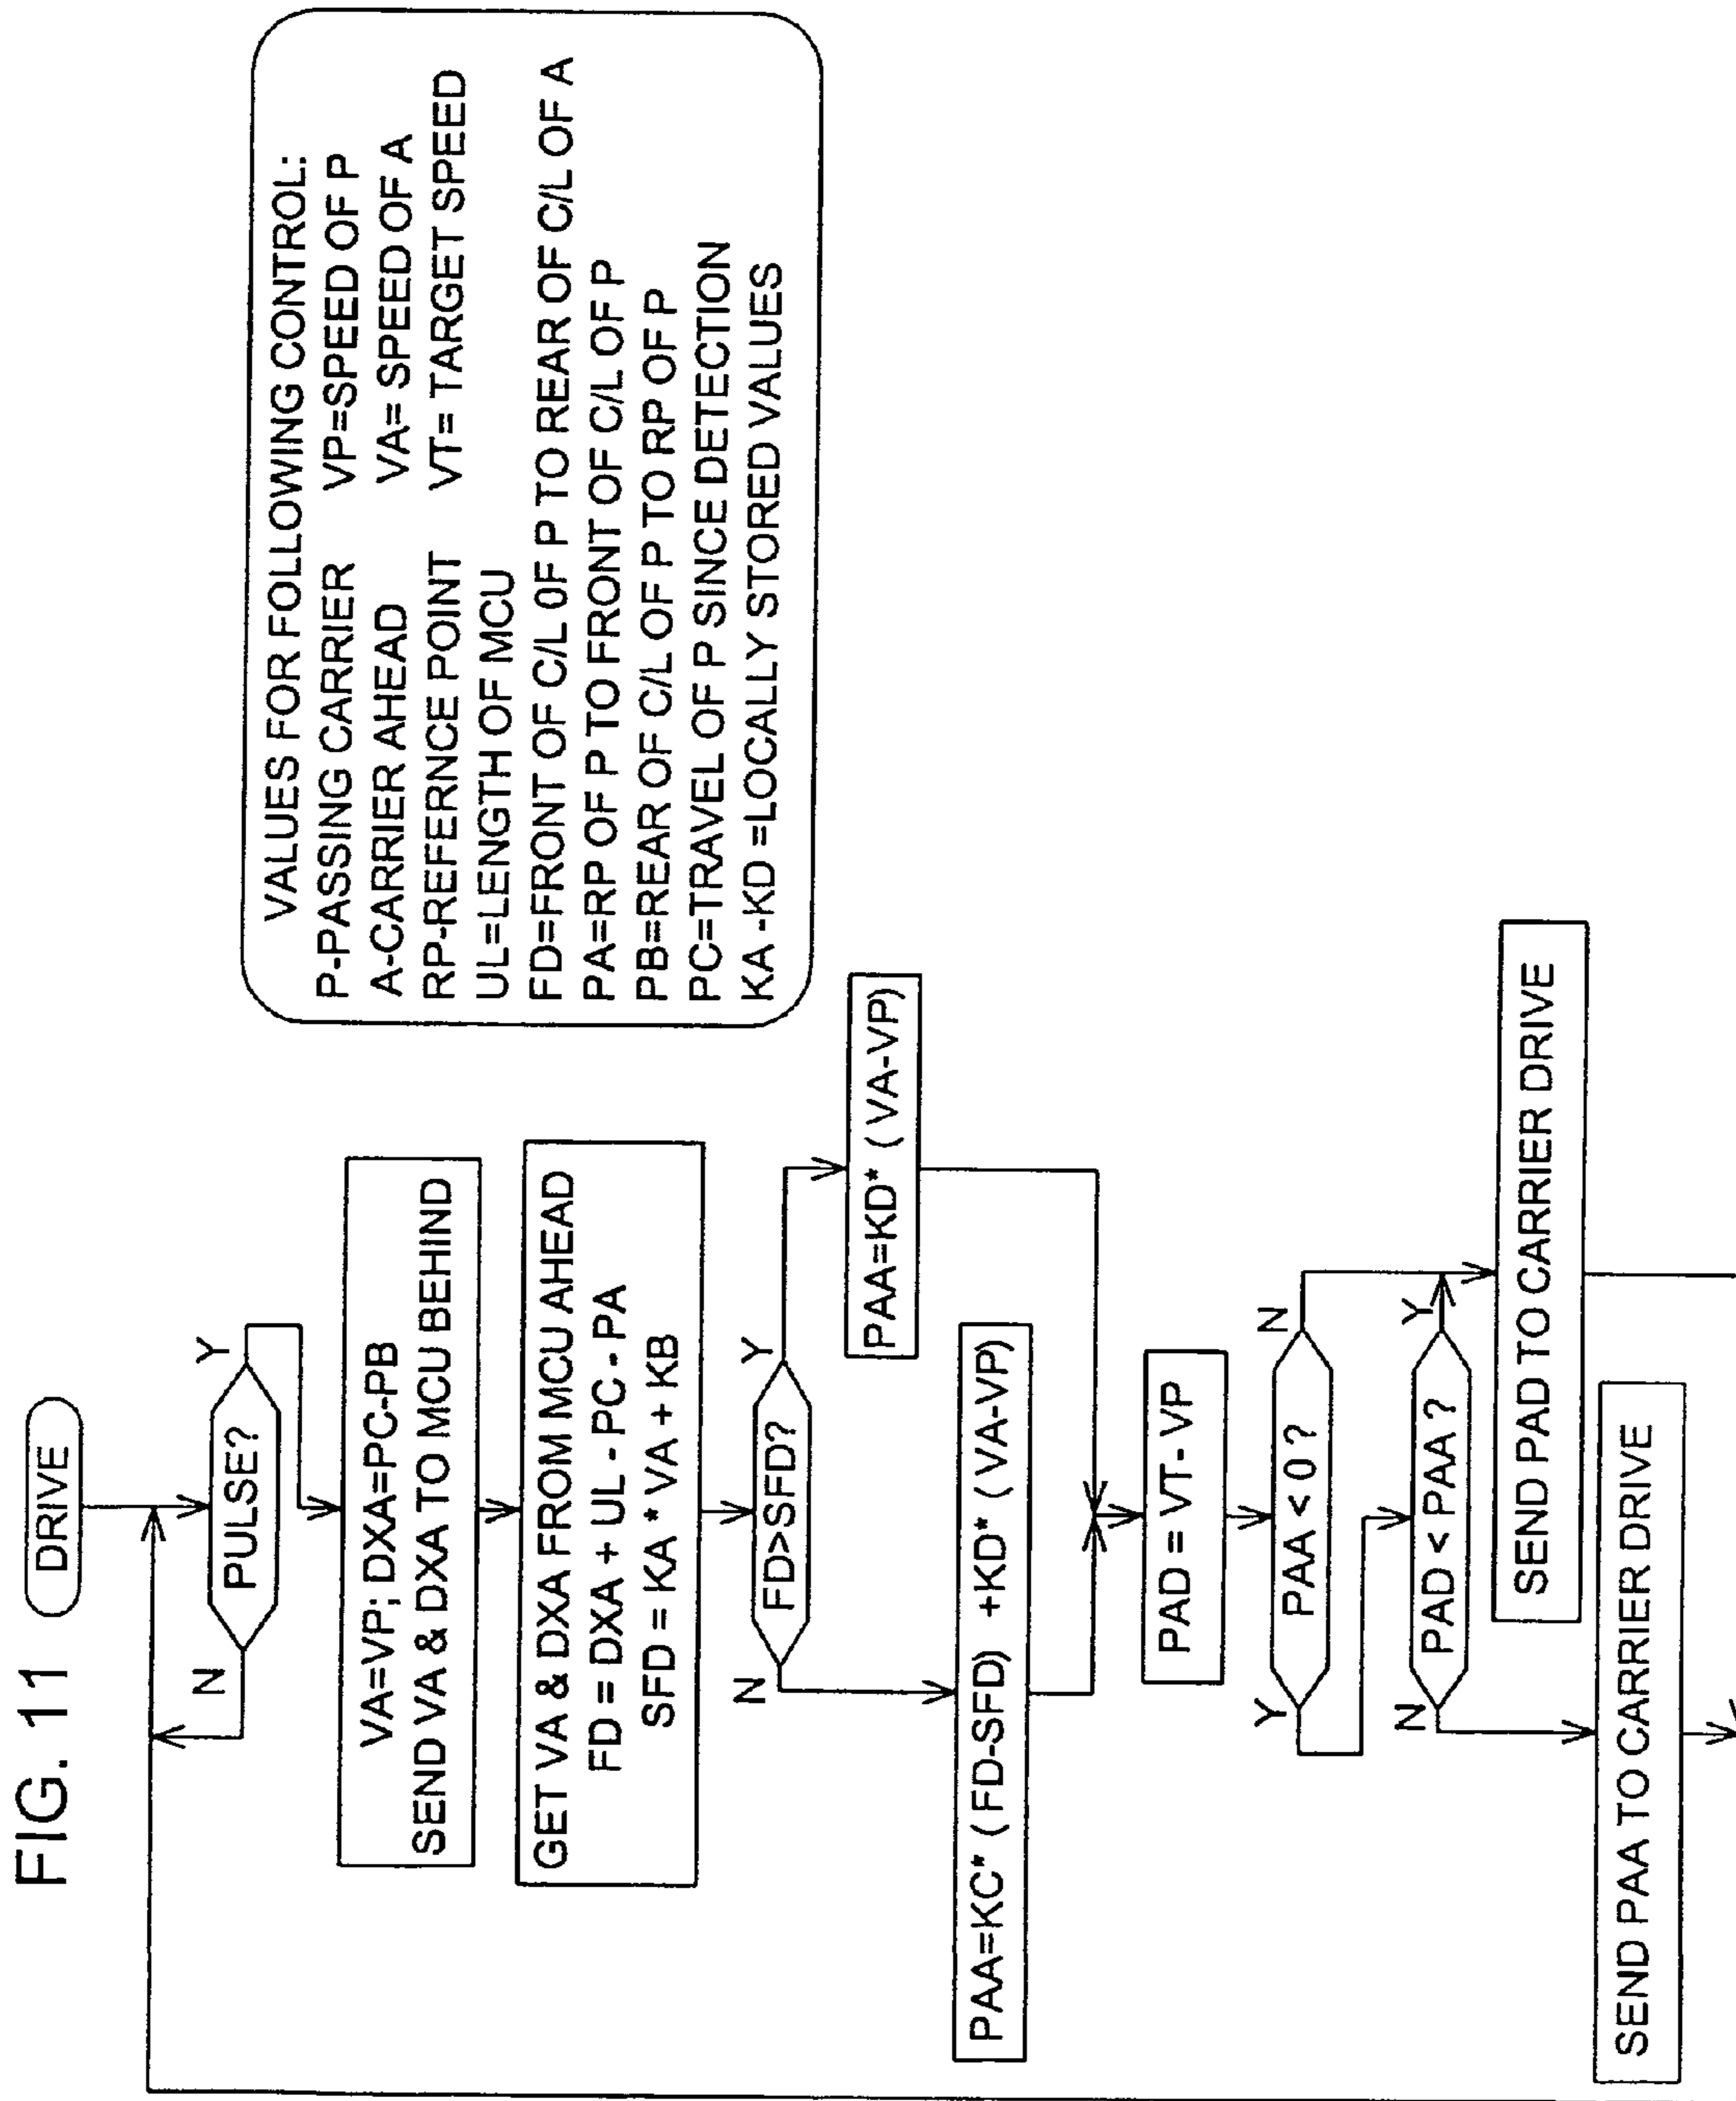 FIG. 11
DRIVE
PULSE?
N
Y
VA=VP; DXA=PC-PB
SEND VA & DXA TO MCU BEHIND
GET VA & DXA FROM MCU AHEAD
FD = DXA + UL - PC - PA
SFD = KA * VA + KB
FD>SFD?
N
Y
PAA=KC* (FD-SFD) +KD* (VA-VP)
PAA=KD* (VA-VP)
PAD = VT- VP
PAA < 0 ?
Y
N
PAD < PAA ?
N
Y
SEND PAD TO CARRIER DRIVE
SEND PAA TO CARRIER DRIVE
VALUES FOR FOLLOWING CONTROL:
P-PASSING CARRIER VP=SPEED OF P
A-CARRIER AHEAD VA= SPEED OF A
RP-REFERNCE POINT VT= TARGET SPEED
UL=LENGTH OF MCU
FD=FRONT OF C/L 0F P TO REAR OF C/L OF A
PA=RP OF P TO FRONT OF C/L OF P
PB=REAR OF C/L OF P TO RP OF P
PC=TRAVEL OF P SINCE DETECTION
KA -KD =LOCALLY STORED VALUES